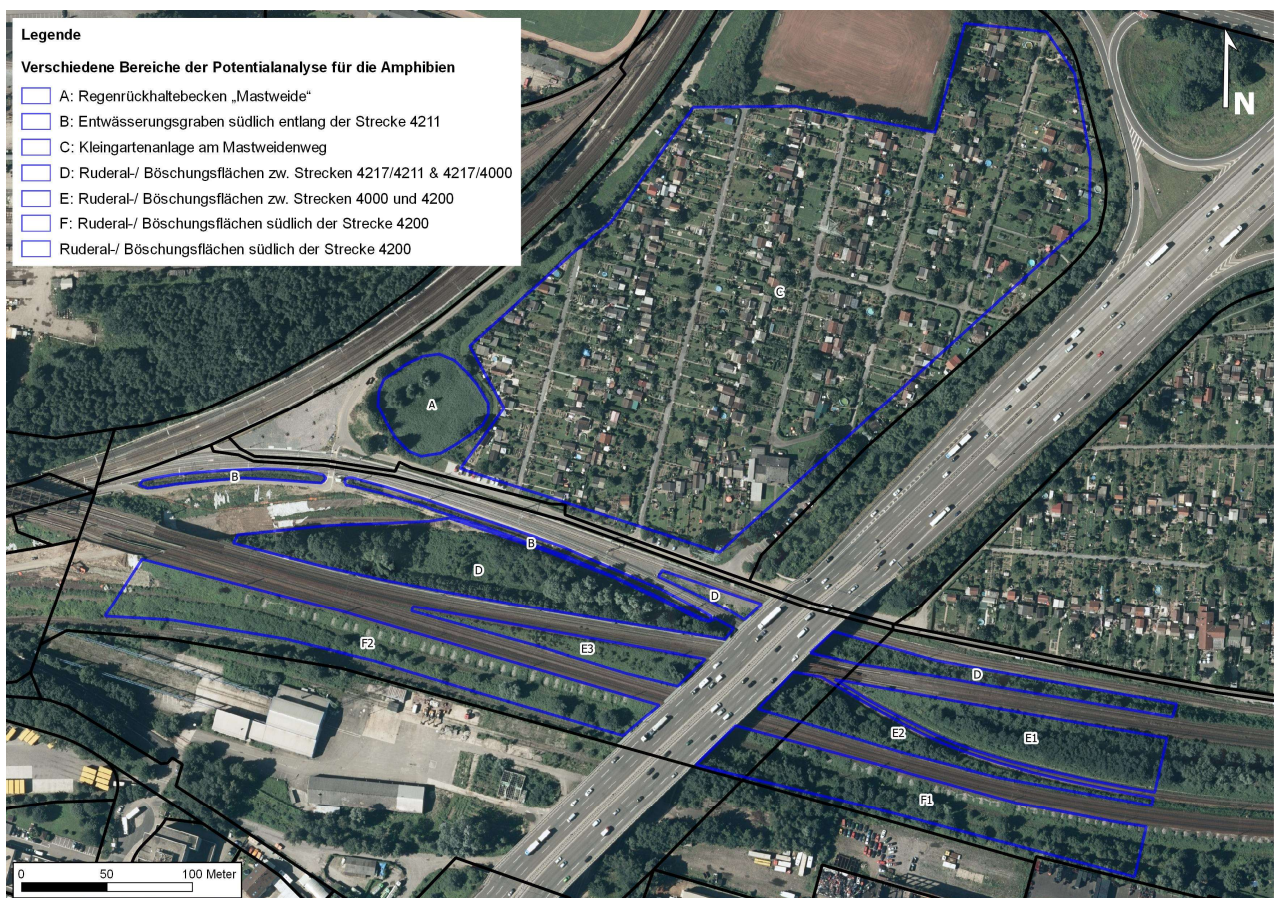 Legende
Verschiedene Bereiche der Potentialanalyse für die Amphibien
A: Regenrückhaltebecken „Mastweide“
B: Entwässerungsgraben südlich entlang der Strecke 4211
C: Kleingartenanlage am Mastweidenweg
D: Ruderal-/ Böschungsflächen zw. Strecken 4217/4211 & 4217/4000
E: Ruderal-/ Böschungsflächen zw. Strecken 4000 und 4200
F: Ruderal-/ Böschungsflächen südlich der Strecke 4200
Ruderal-/ Böschungsflächen südlich der Strecke 4200
N
C
A
B
B
D
D
F2
E3
D
E2
E1
F1
0 50 100 Meter